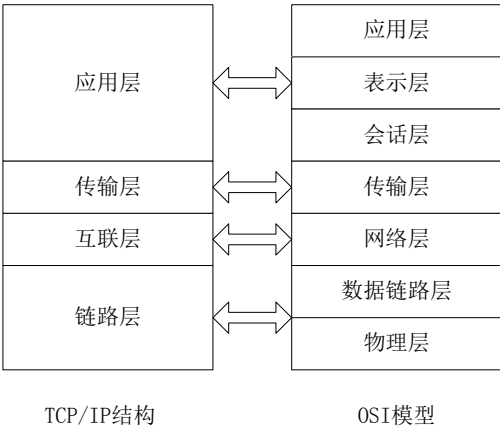 应用层
传输层
互联层
链路层
TCP/IP结构
应用层
表示层
会话层
传输层
网络层
数据链路层
物理层
OSI模型